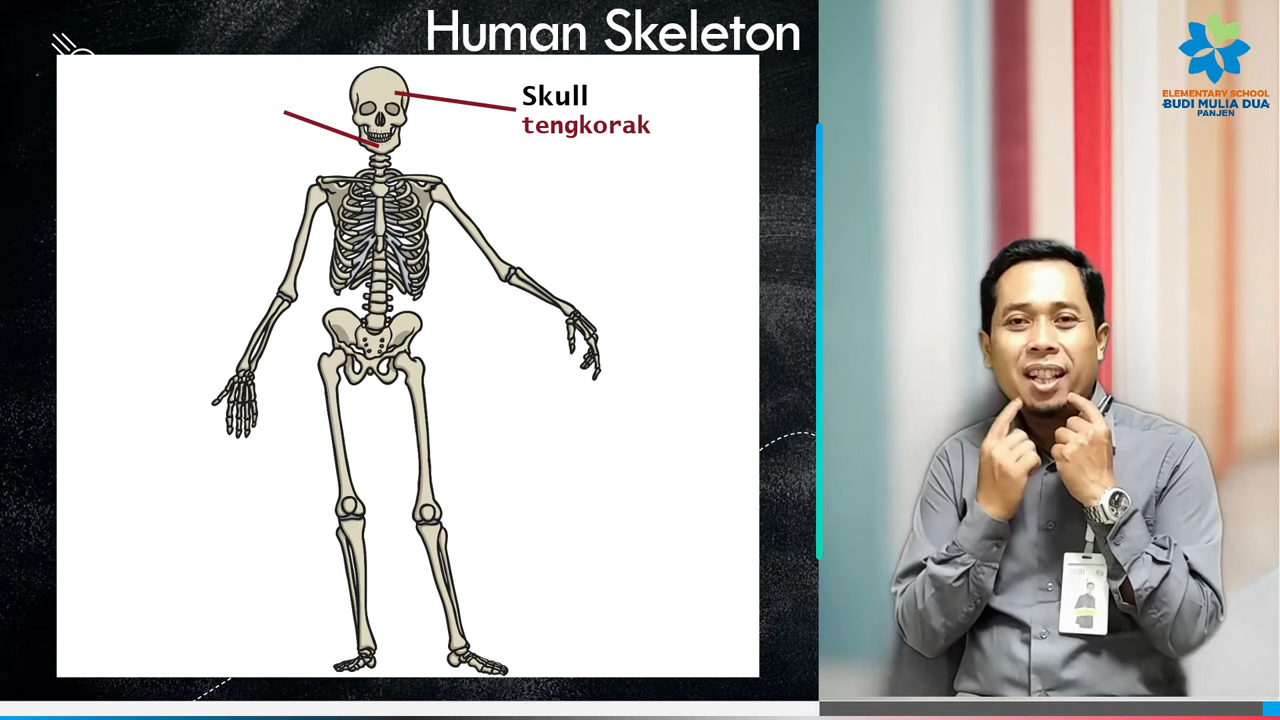 Human Skeleton
Skull
tengkorak
ELEMENTARY SCHOOL
BUDI MULIA DUA
PANJEN